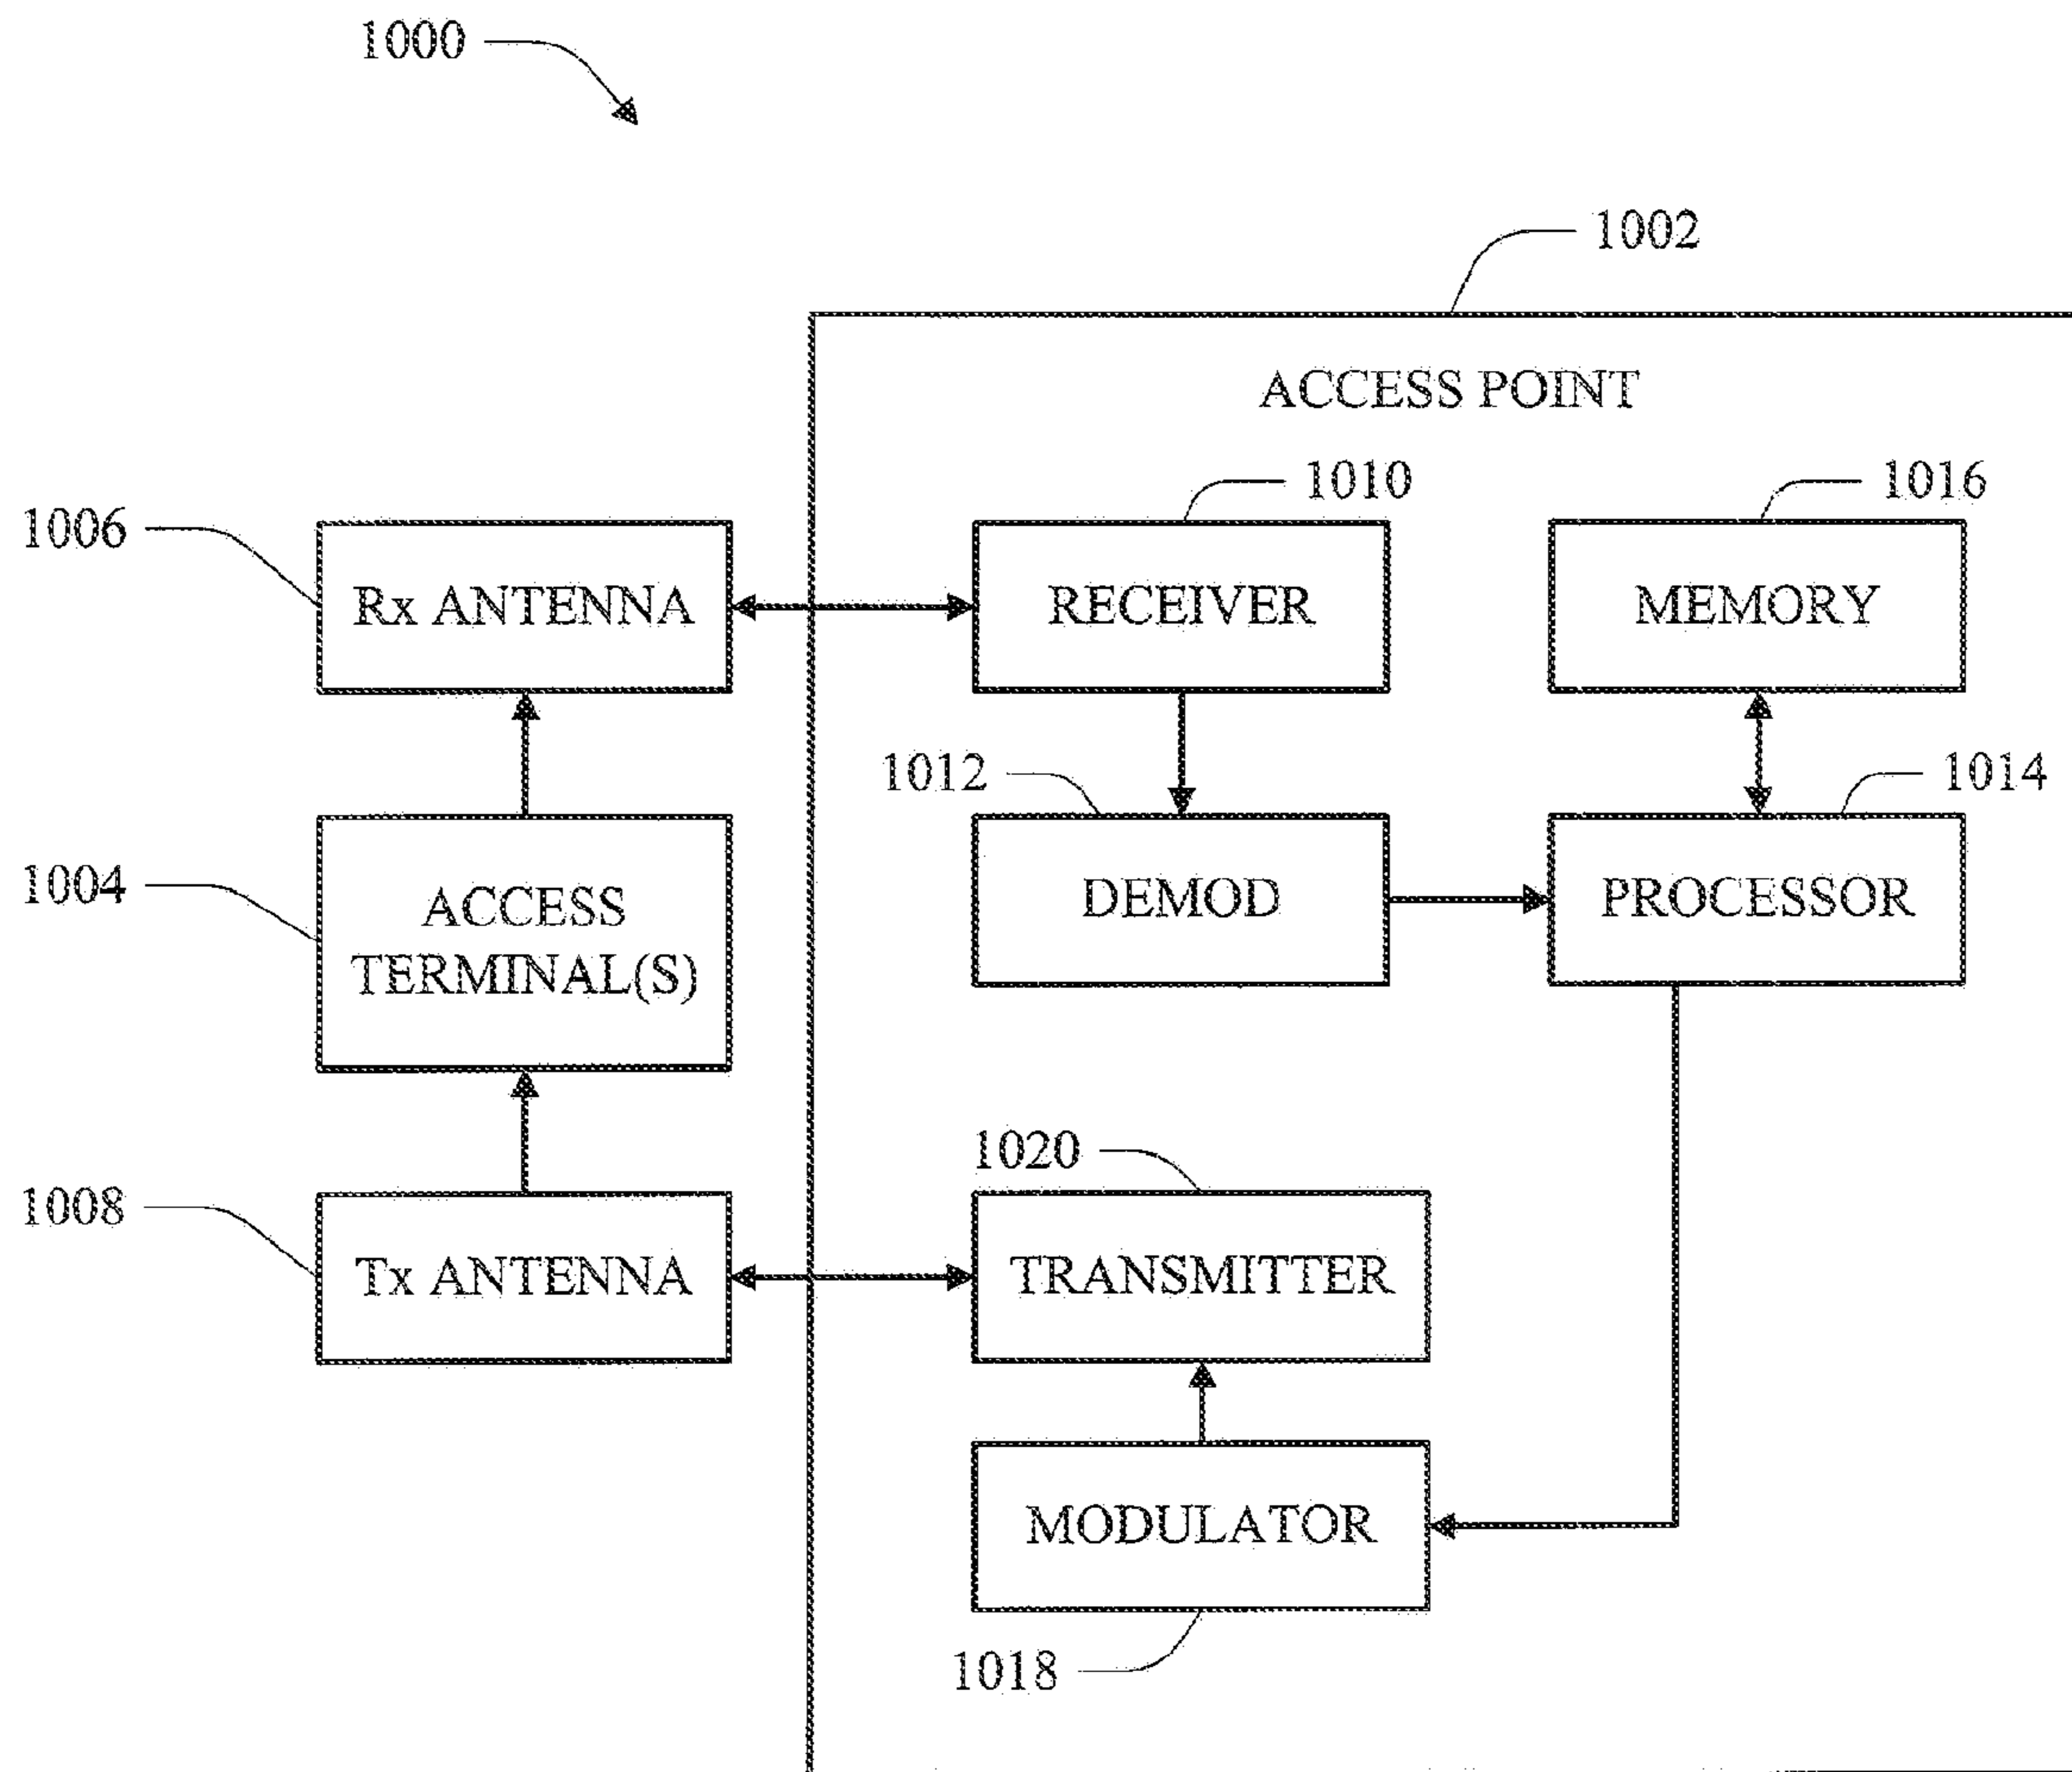 1000
1002
ACCESS POINT
1010
1016
1006
Rx ANTENNA
RECEIVER
MEMORY
1012
1014
1004
ACCESS
TERMINAL(S)
DEMOD
PROCESSOR
1020
1008
Tx ANTENNA
TRANSMITTER
MODULATOR
1018